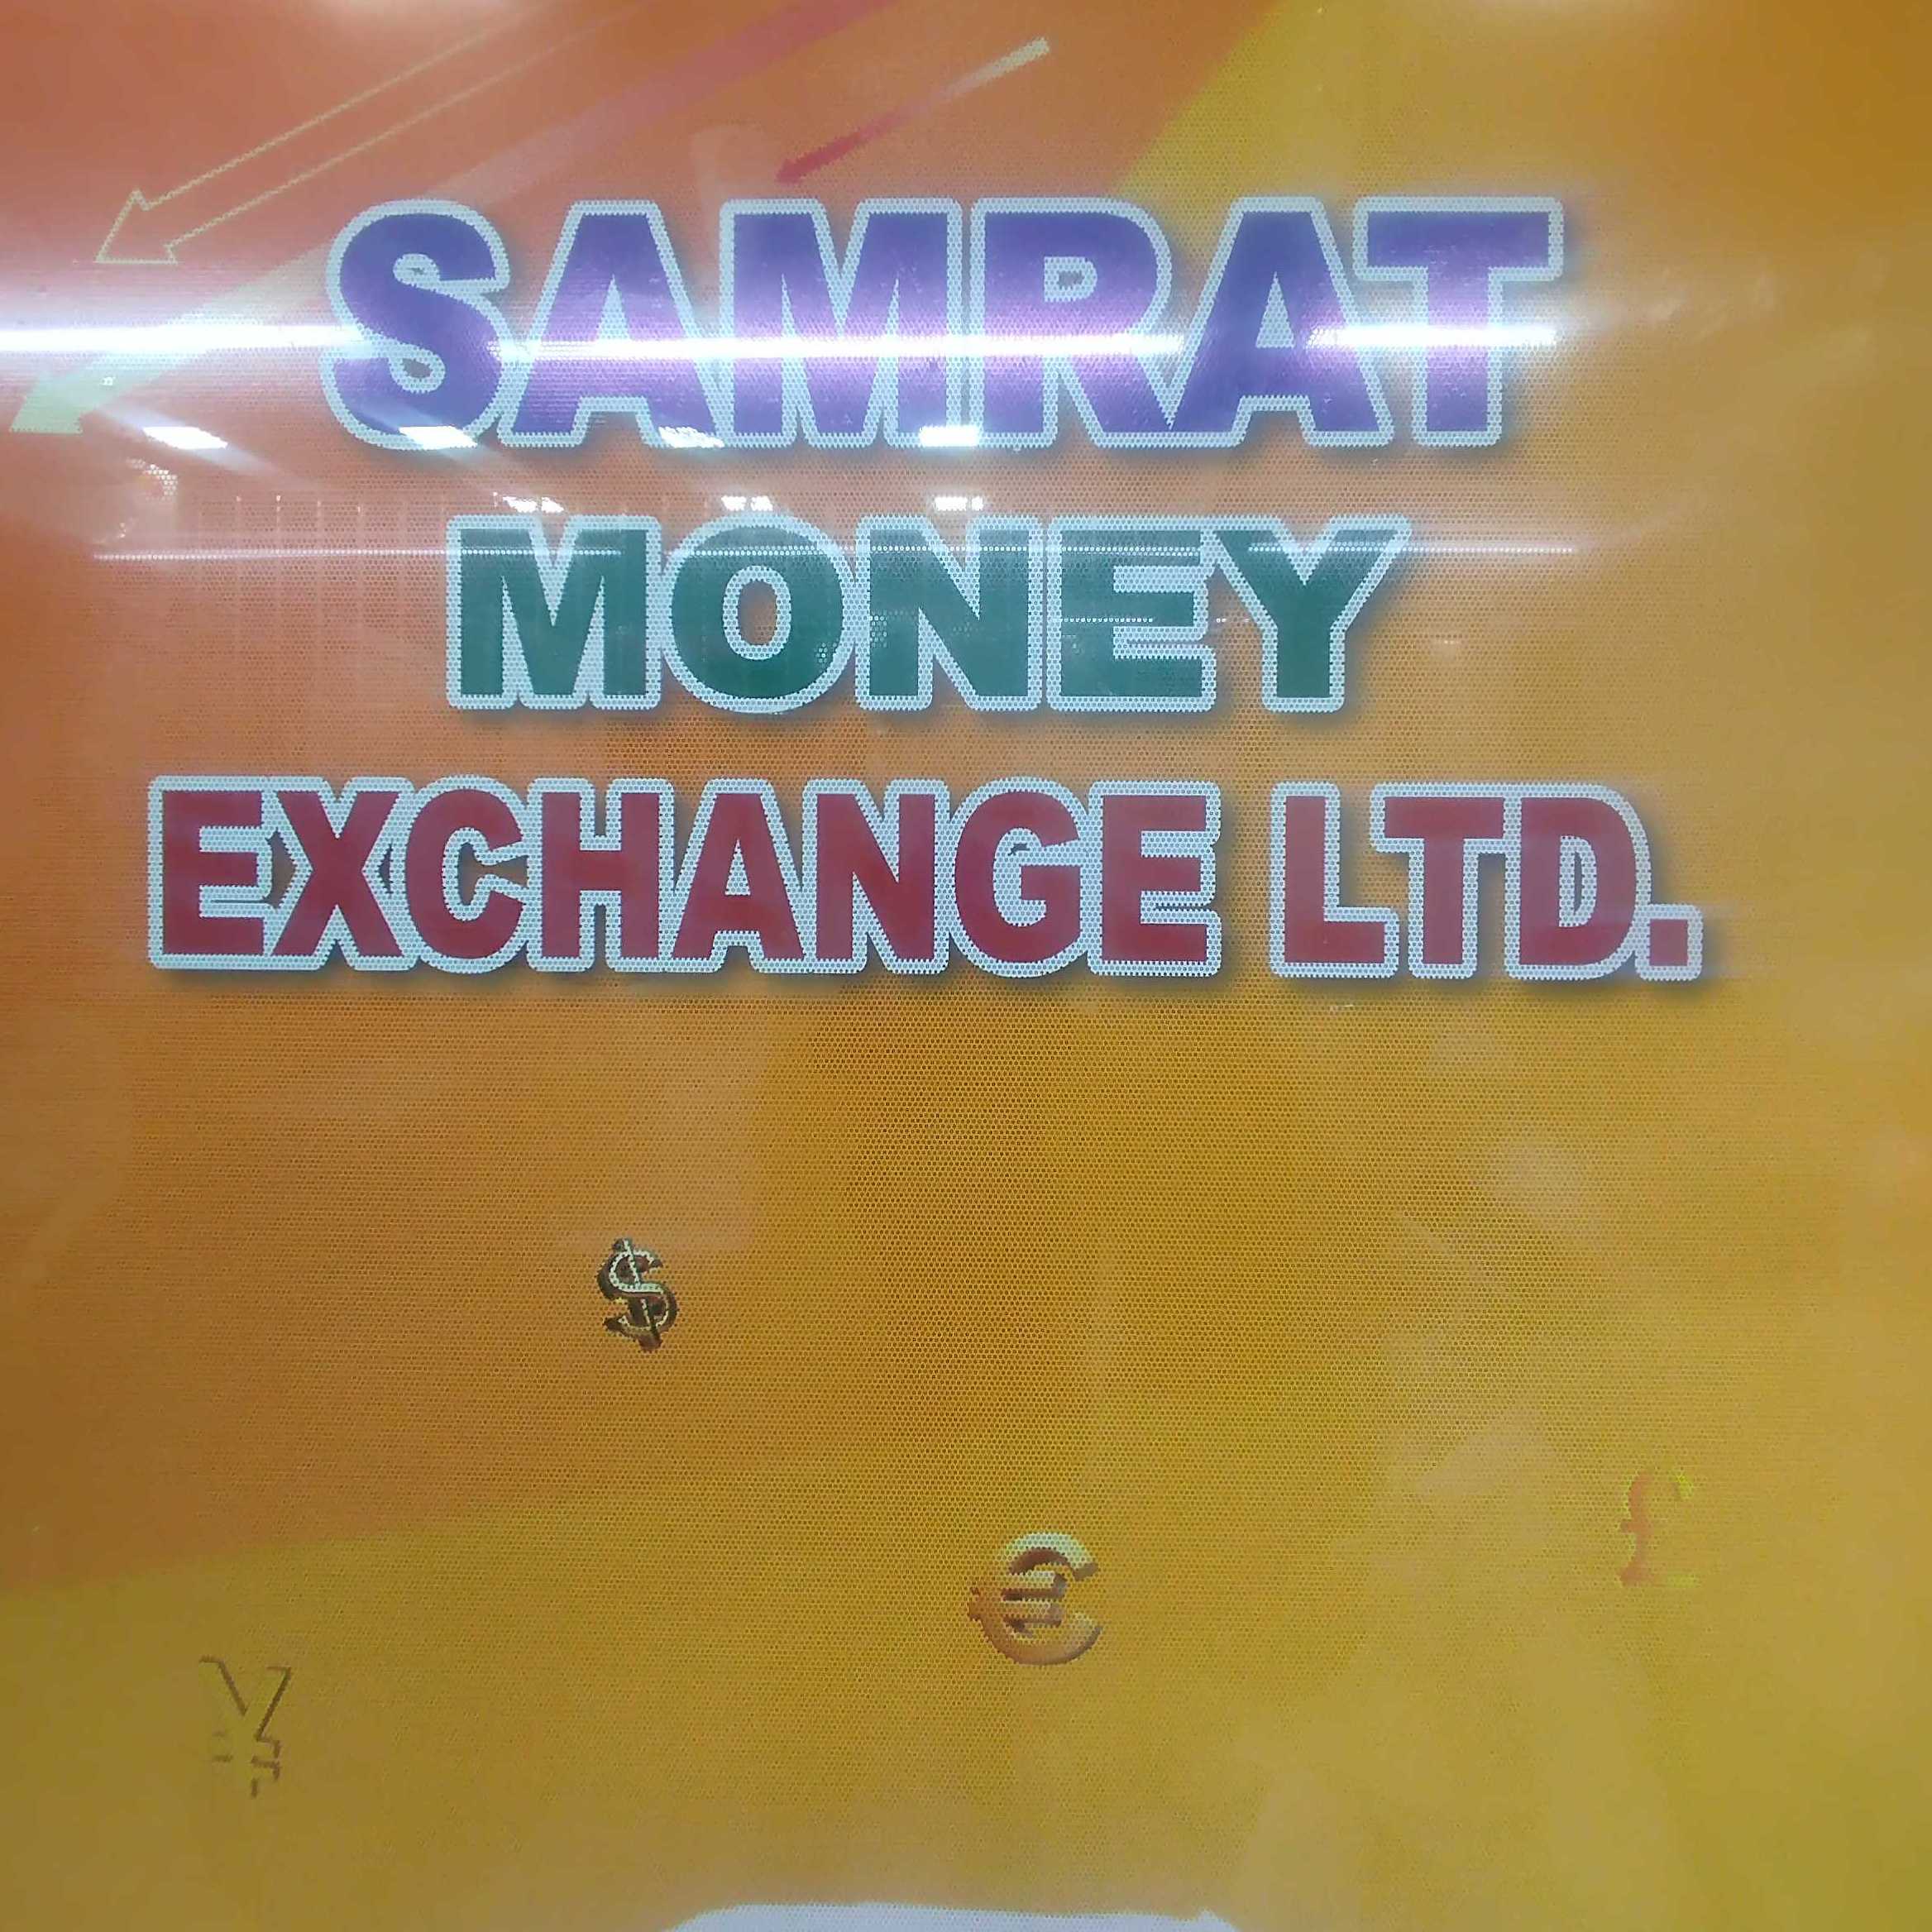 SAMRAT
MONEY
EXCHANGE LTD.
$
€
£
¥